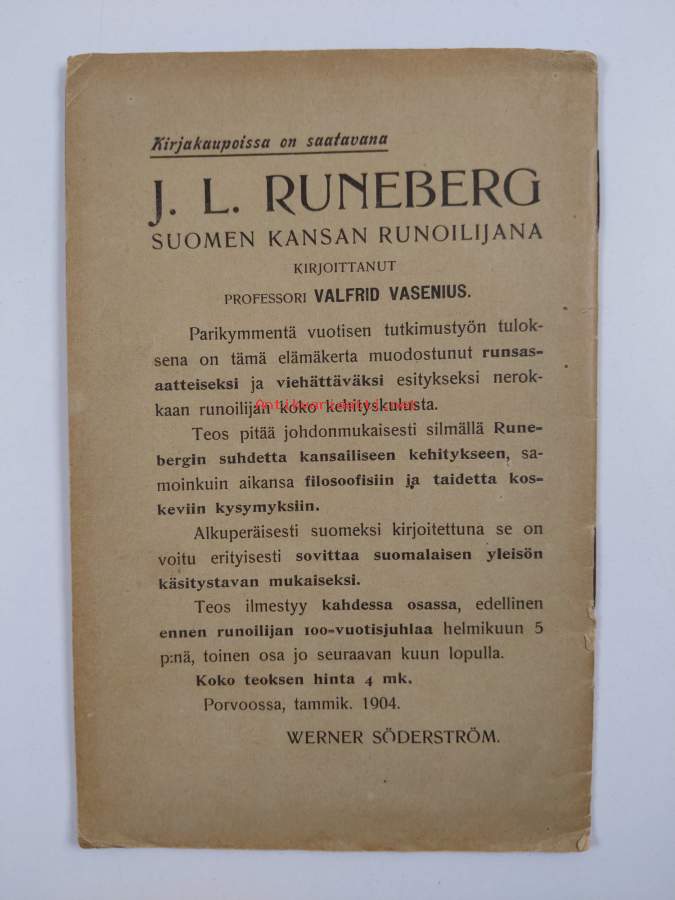 Kirjakaupoissa on saatavana
J. L. RUNEBERG
SUOMEN KANSAN RUNOILIJANA
KIRJOITTANUT
PROFESSORI VALFRID VASENIUS.
Parikymmentä vuotisen tutkimustyön tulok-
sena on tämä elämäkerta muodostunut runsas-
aatteiseksi ja viehättäväksi esitykseksi nerok-
kaan runoilijan koko kehityskulusta.
Antikvariaatti.net
Teos pitää johdonmukaisesti silmällä Rune-
bergin suhdetta kansailiseen kehitykseen, sa-
moinkuin aikansa filosoofisiin ja taidetta kos-
keviin kysymyksiin.
Alkuperäisesti suomeksi kirjoitettuna se on
voitu erityisesti sovittaa suomalaisen yleisön
käsitystavan mukaiseksi.
Teos ilmestyy kahdessa osassa, edellinen
ennen runoilijan 100-vuotisjuhlaa helmikuun 5
p:nä, toinen osa jo seuraavan kuun lopulla.
Koko teoksen hinta 4 mk.
Porvoossa, tammik. 1904.
WERNER SÖDERSTRÖM.